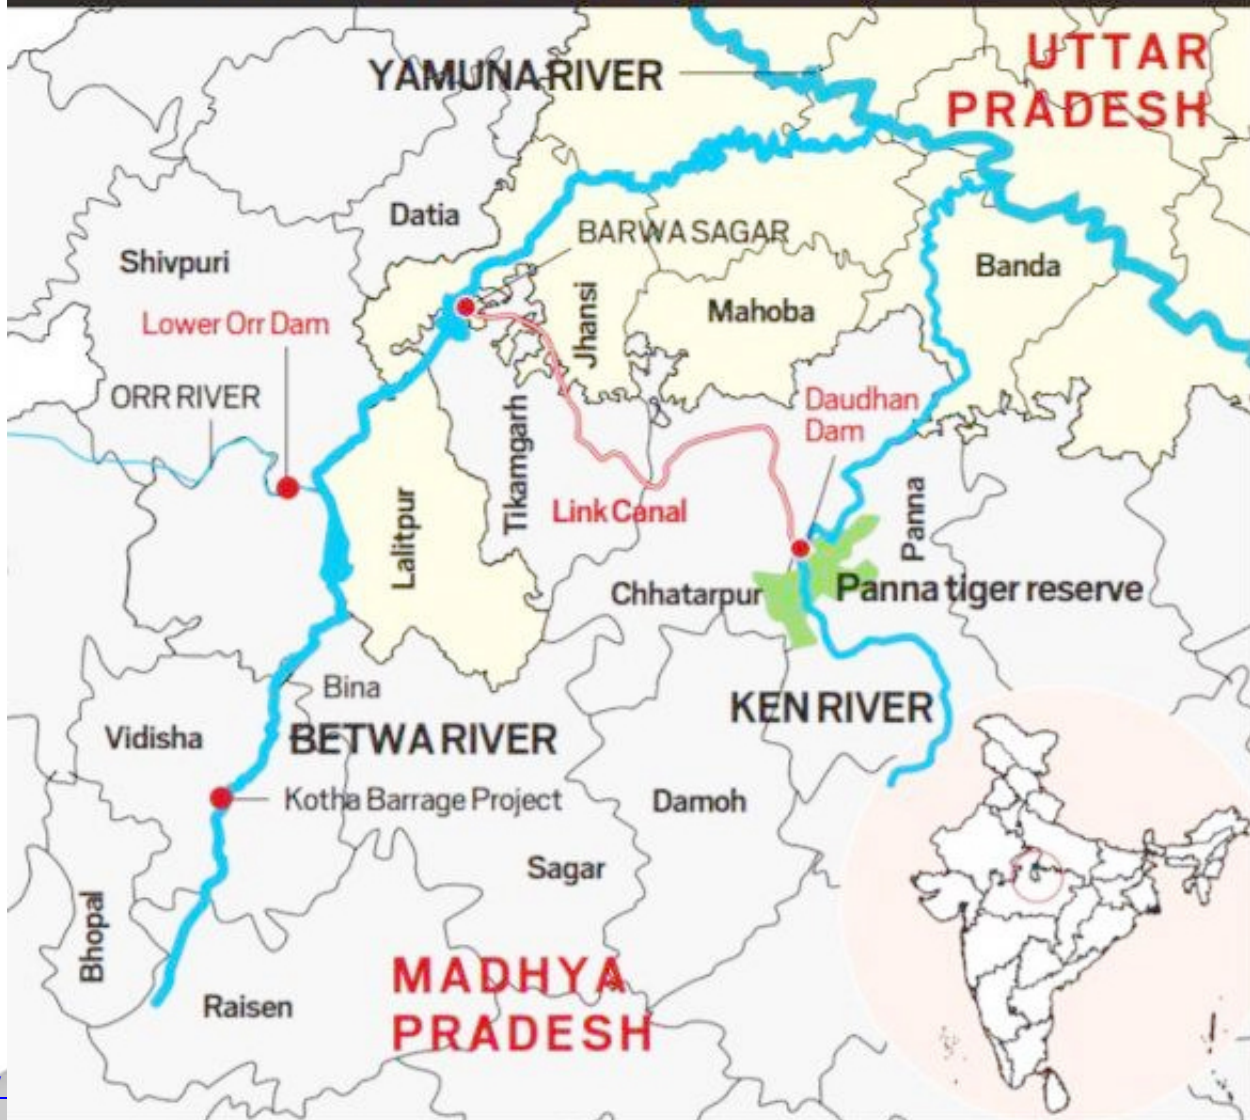 UTTAR
PRADESH
YAMUNA RIVER
Datia
BARWA SAGAR
Shivpuri
Banda
Jhansi
Mahoba
Lower Orr Dam
ORR RIVER
Daudhan
Dam
Tikamgarh
Lalitpur
Link Canal
Panna
Chhatarpur
Panna tiger reserve
Bina
KEN RIVER
Vidisha
BETWA RIVER
Kotha Barrage Project
Damoh
Sagar
Bhopal
MADHYA
PRADESH
Raisen